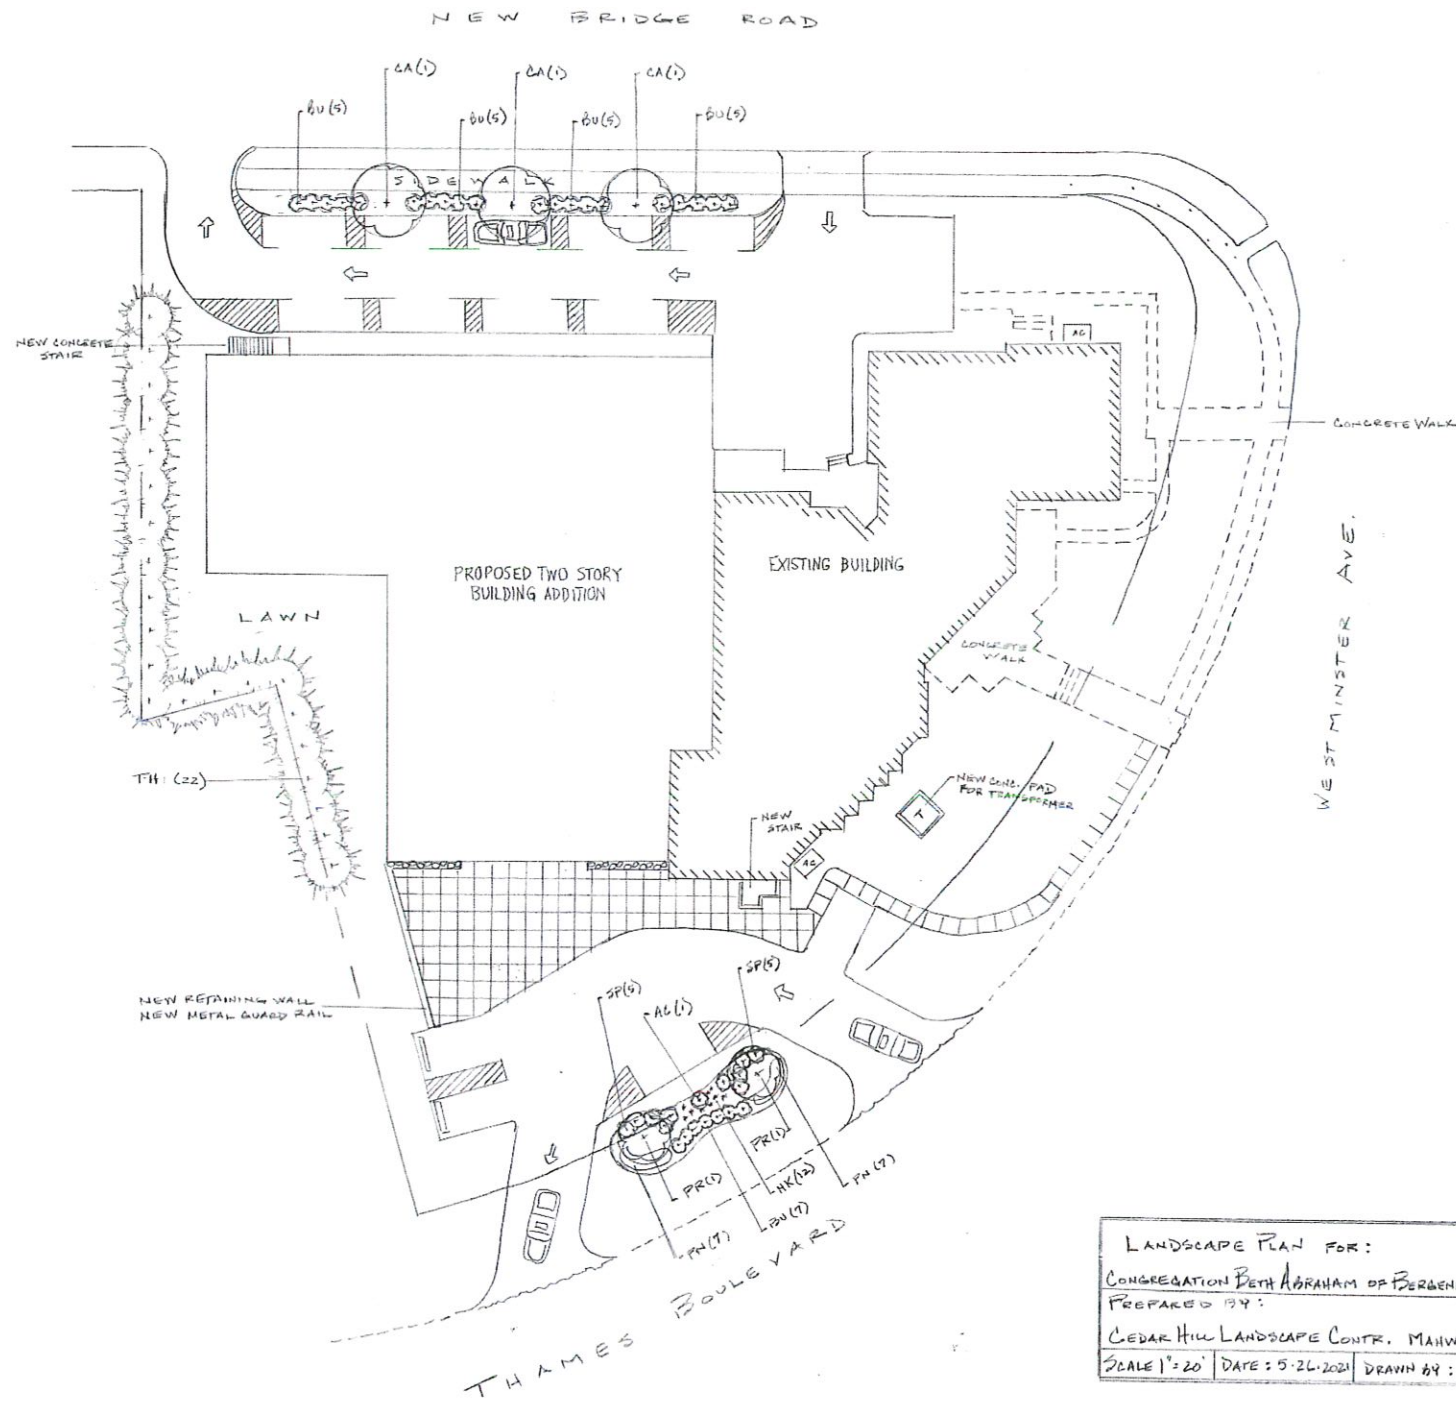 NEW BRIDGE ROAD
CA(1)
CA(1)
CA(1)
BU(5)
BU(5)
BU(5)
BU(5)
SIDEWALK
NEW CONCRETE
STAIR
AC
CONCRETE WALK
PROPOSED TWO STORY
BUILDING ADDITION
EXISTING BUILDING
LAWN
CONCRETE
WALK
WESTMINSTER AVE.
TH (22)
NEW CONC. PAD
FOR TRANSFORMER
T
NEW
STAIR
AC
NEW RETAINING WALL
NEW METAL GUARD RAIL
SP(5)
SP(5)
AC(1)
PR(1)
PR(1)
HK(12)
PN(7)
BU(7)
PN(7)
THAMES BOULEVARD
LANDSCAPE PLAN FOR:
CONGREGATION BETH ABRAHAM OF BERGEN
PREPARED BY:
CEDAR HILL LANDSCAPE CONTR. MAHW
SCALE 1"=20' DATE: 5-26-2021 DRAWN BY: